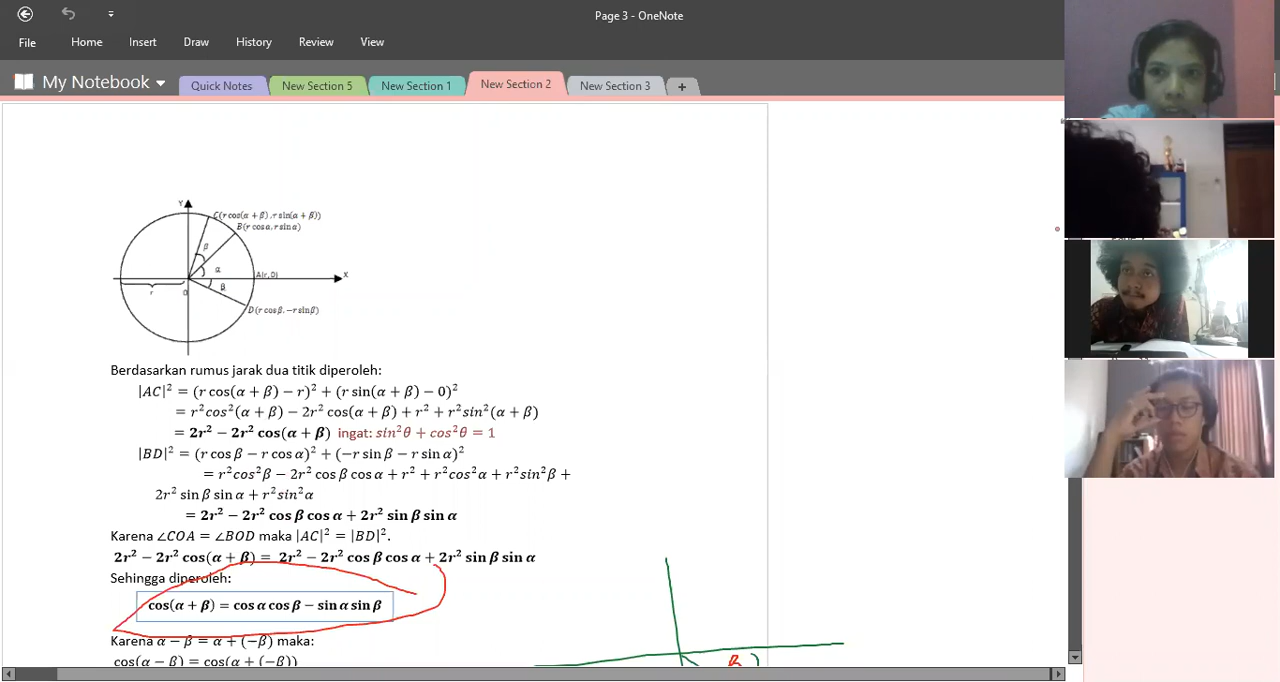 Page 3 - OneNote
File Home Insert Draw History Review View
My Notebook Quick Notes New Section 5 New Section 1 New Section 2 New Section 3 +
Y
C(r cos(α + β), r sin(α + β))
B(r cosα, r sinα)
β
α
A(r, 0)
X
r
0
β
D(r cosβ, −r sinβ)
Berdasarkan rumus jarak dua titik diperoleh:
|AC|² = (r cos(α + β) − r)² + (r sin(α + β) − 0)²
= r²cos²(α + β) − 2r² cos(α + β) + r² + r²sin²(α + β)
= 2r² − 2r² cos(α + β) ingat: sin²θ + cos²θ = 1
|BD|² = (r cos β − r cos α)² + (−r sin β − r sin α)²
= r²cos²β − 2r² cos β cos α + r² + r²cos²α + r²sin²β +
2r² sin β sin α + r²sin²α
= 2r² − 2r² cos β cos α + 2r² sin β sin α
Karena ∠COA = ∠BOD maka |AC|² = |BD|².
2r² − 2r² cos(α + β) = 2r² − 2r² cos β cos α + 2r² sin β sin α
Sehingga diperoleh:
cos(α + β) = cos α cos β − sin α sin β
Karena α − β = α + (−β) maka:
cos(α − β) = cos(α + (−β))